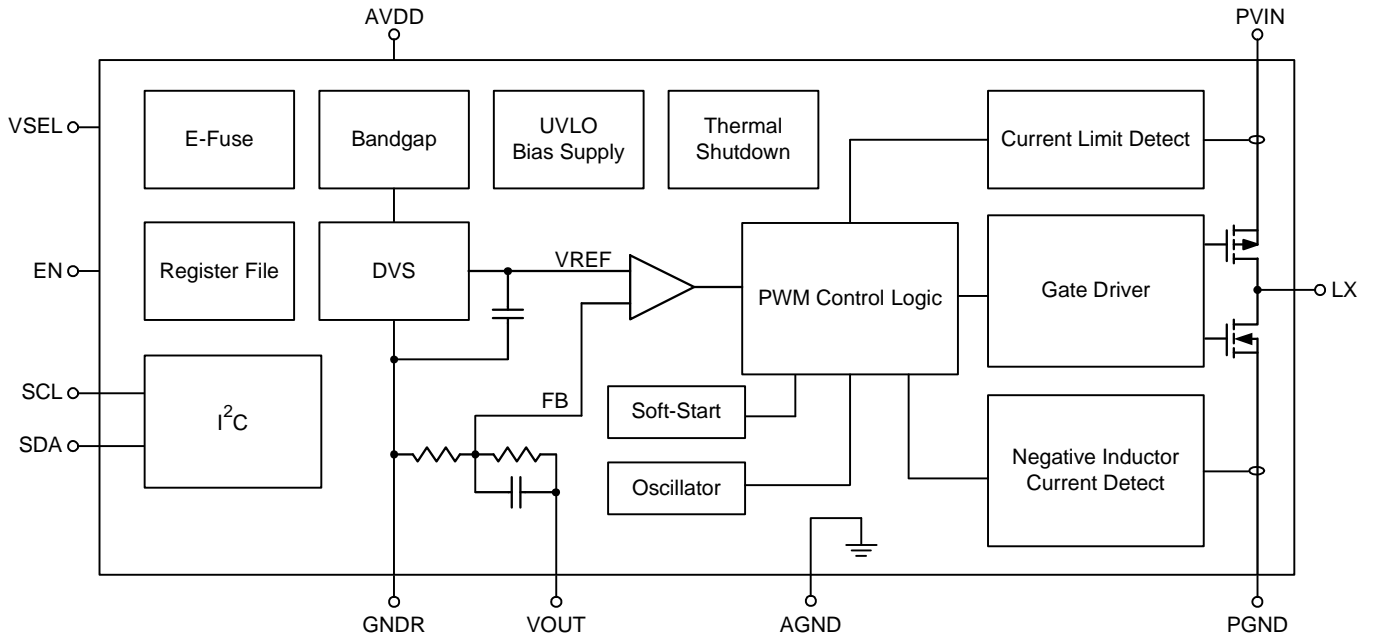 AVDD
PVIN
VSEL
E-Fuse
Bandgap
UVLO
Bias Supply
Thermal
Shutdown
Current Limit Detect
EN
Register File
DVS
VREF
PWM Control Logic
Gate Driver
LX
SCL
SDA
I²C
FB
Soft-Start
Oscillator
Negative Inductor
Current Detect
GNDR
VOUT
AGND
PGND